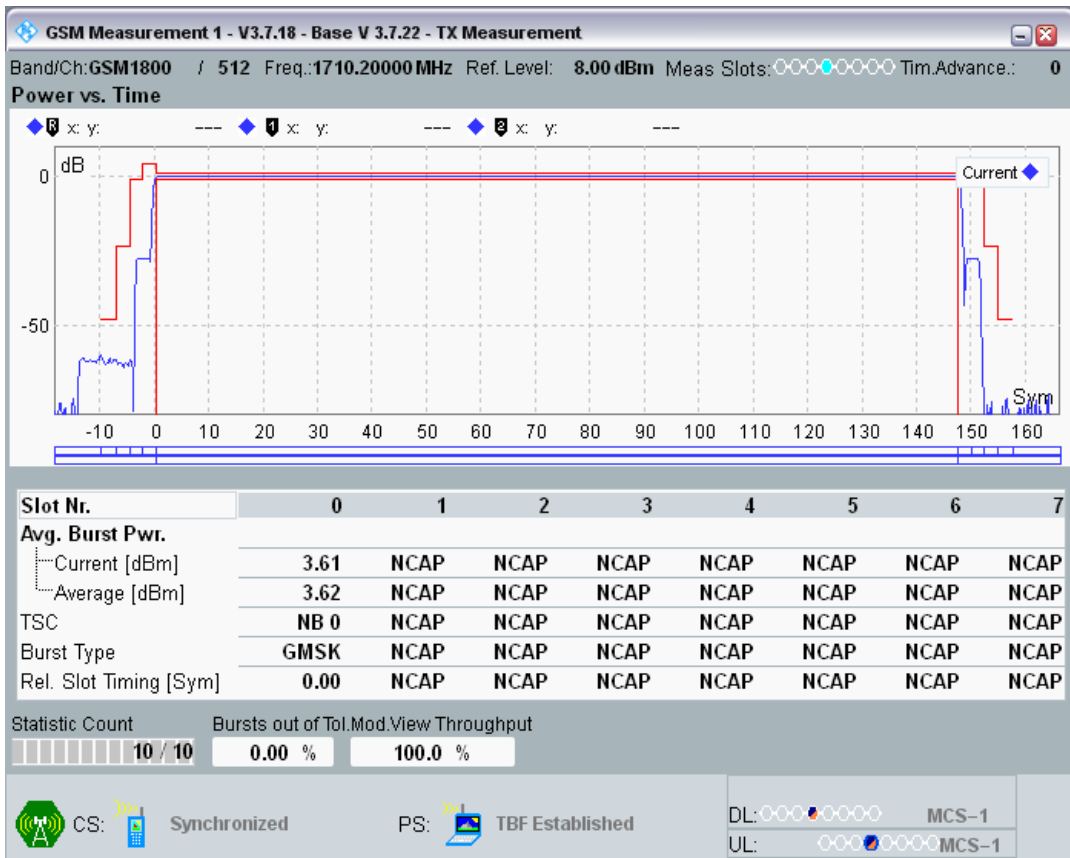 GSM Measurement 1 - V3.7.18 - Base V 3.7.22 - TX Measurement
Band/Ch:GSM1800 / 512 Freq.:1710.20000 MHz Ref. Level: 8.00 dBm Meas Slots: Tim.Advance.: 0
Power vs. Time
R x: y: --- 1 x: y: --- 2 x: y: ---
dB
Current
0
-50
Sym
-10 0 10 20 30 40 50 60 70 80 90 100 110 120 130 140 150 160
Slot Nr. 0 1 2 3 4 5 6 7
Avg. Burst Pwr.
Current [dBm] 3.61 NCAP NCAP NCAP NCAP NCAP NCAP NCAP
Average [dBm] 3.62 NCAP NCAP NCAP NCAP NCAP NCAP NCAP
TSC NB 0 NCAP NCAP NCAP NCAP NCAP NCAP NCAP
Burst Type GMSK NCAP NCAP NCAP NCAP NCAP NCAP NCAP
Rel. Slot Timing [Sym] 0.00 NCAP NCAP NCAP NCAP NCAP NCAP NCAP
Statistic Count Bursts out of Tol.Mod.View Throughput
10 / 10 0.00 % 100.0 %
CS: Synchronized PS: TBF Established
DL: MCS-1
UL: MCS-1